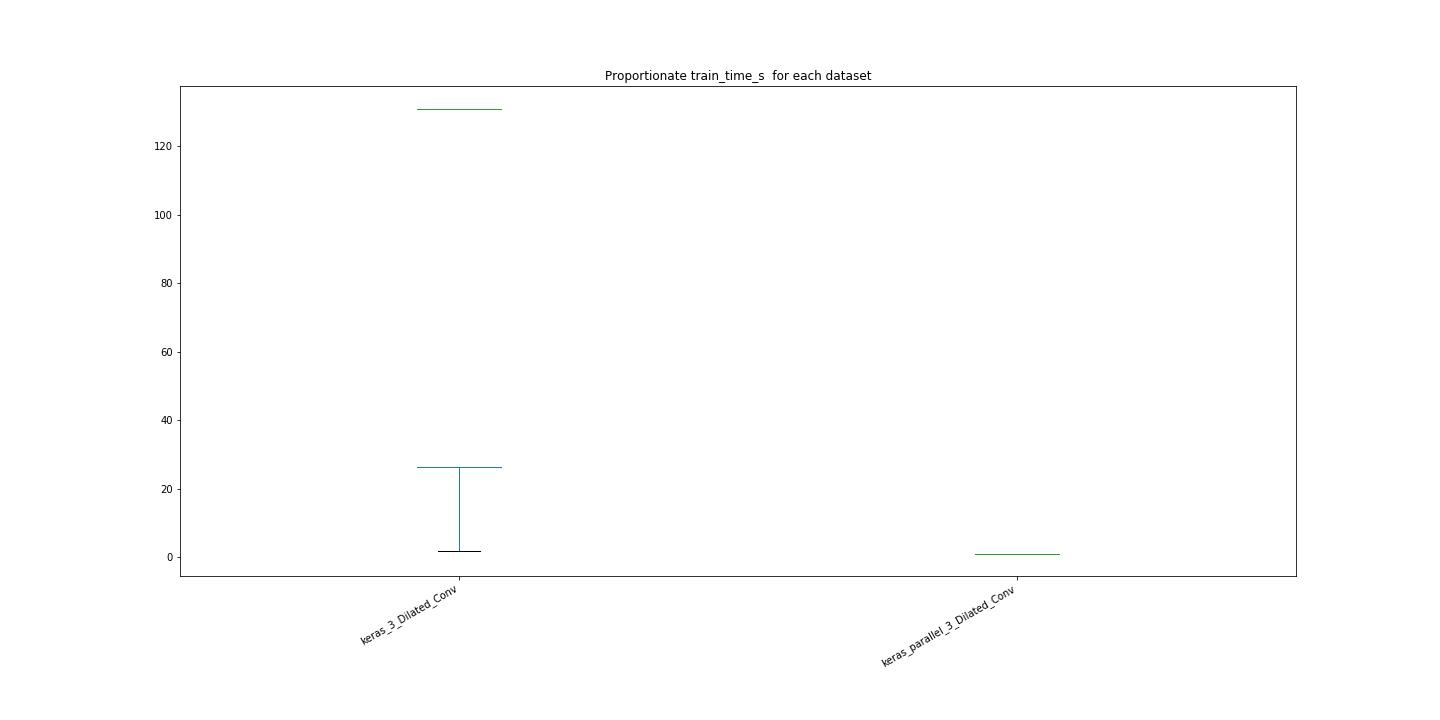 Proportionate train_time_s  for each dataset
120
100
80
60
40
20
0
keras_3_Dilated_Conv
keras_parallel_3_Dilated_Conv